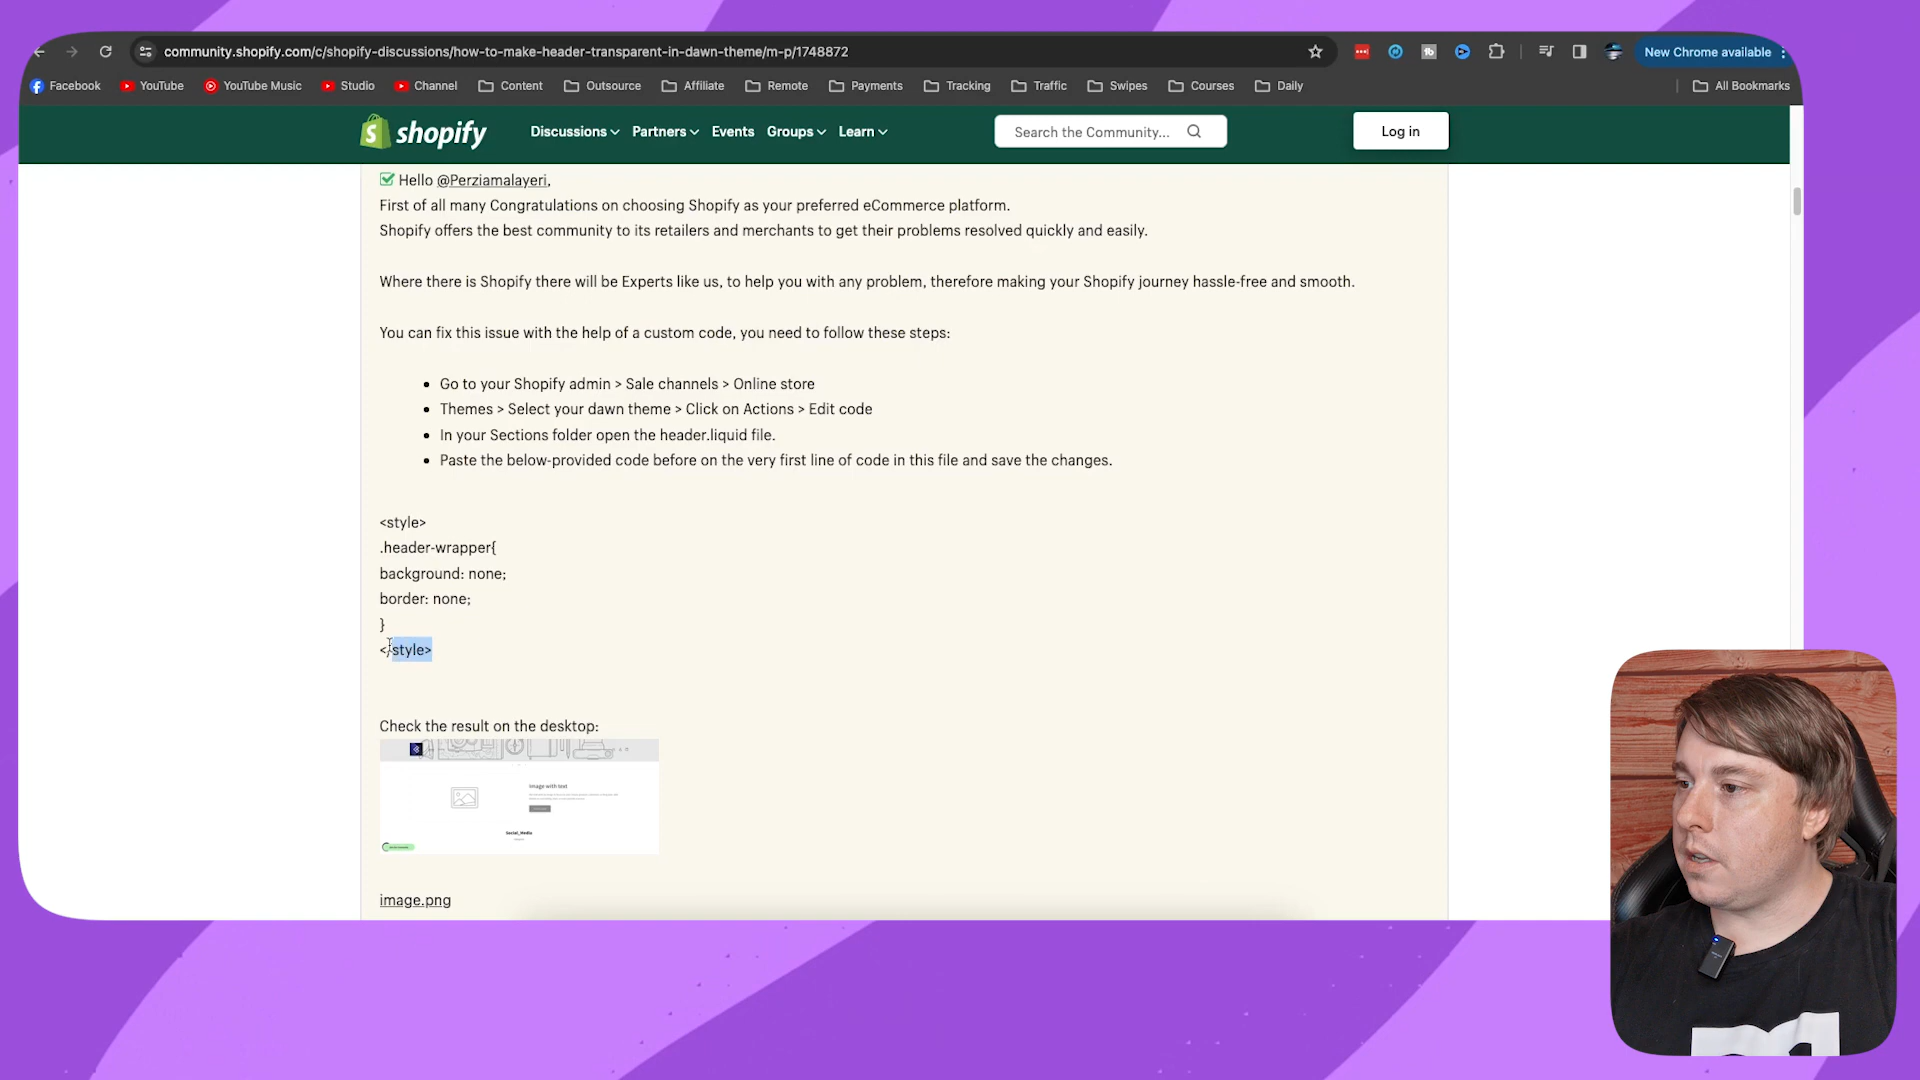 community.shopify.com/c/shopify-discussions/how-to-make-header-transparent-in-dawn-theme/m-p/1748872
New Chrome available
Facebook YouTube YouTube Music Studio Channel Content Outsource Affiliate Remote Payments Tracking Traffic Swipes Courses Daily All Bookmarks
shopify Discussions Partners Events Groups Learn Search the Community... Log in
Hello @Perziamalayeri,
First of all many Congratulations on choosing Shopify as your preferred eCommerce platform.
Shopify offers the best community to its retailers and merchants to get their problems resolved quickly and easily.
Where there is Shopify there will be Experts like us, to help you with any problem, therefore making your Shopify journey hassle-free and smooth.
You can fix this issue with the help of a custom code, you need to follow these steps:
• Go to your Shopify admin > Sale channels > Online store
• Themes > Select your dawn theme > Click on Actions > Edit code
• In your Sections folder open the header.liquid file.
• Paste the below-provided code before on the very first line of code in this file and save the changes.
<style>
.header-wrapper{
background: none;
border: none;
}
</style>
Check the result on the desktop:
Image with text
Social_Media
image.png